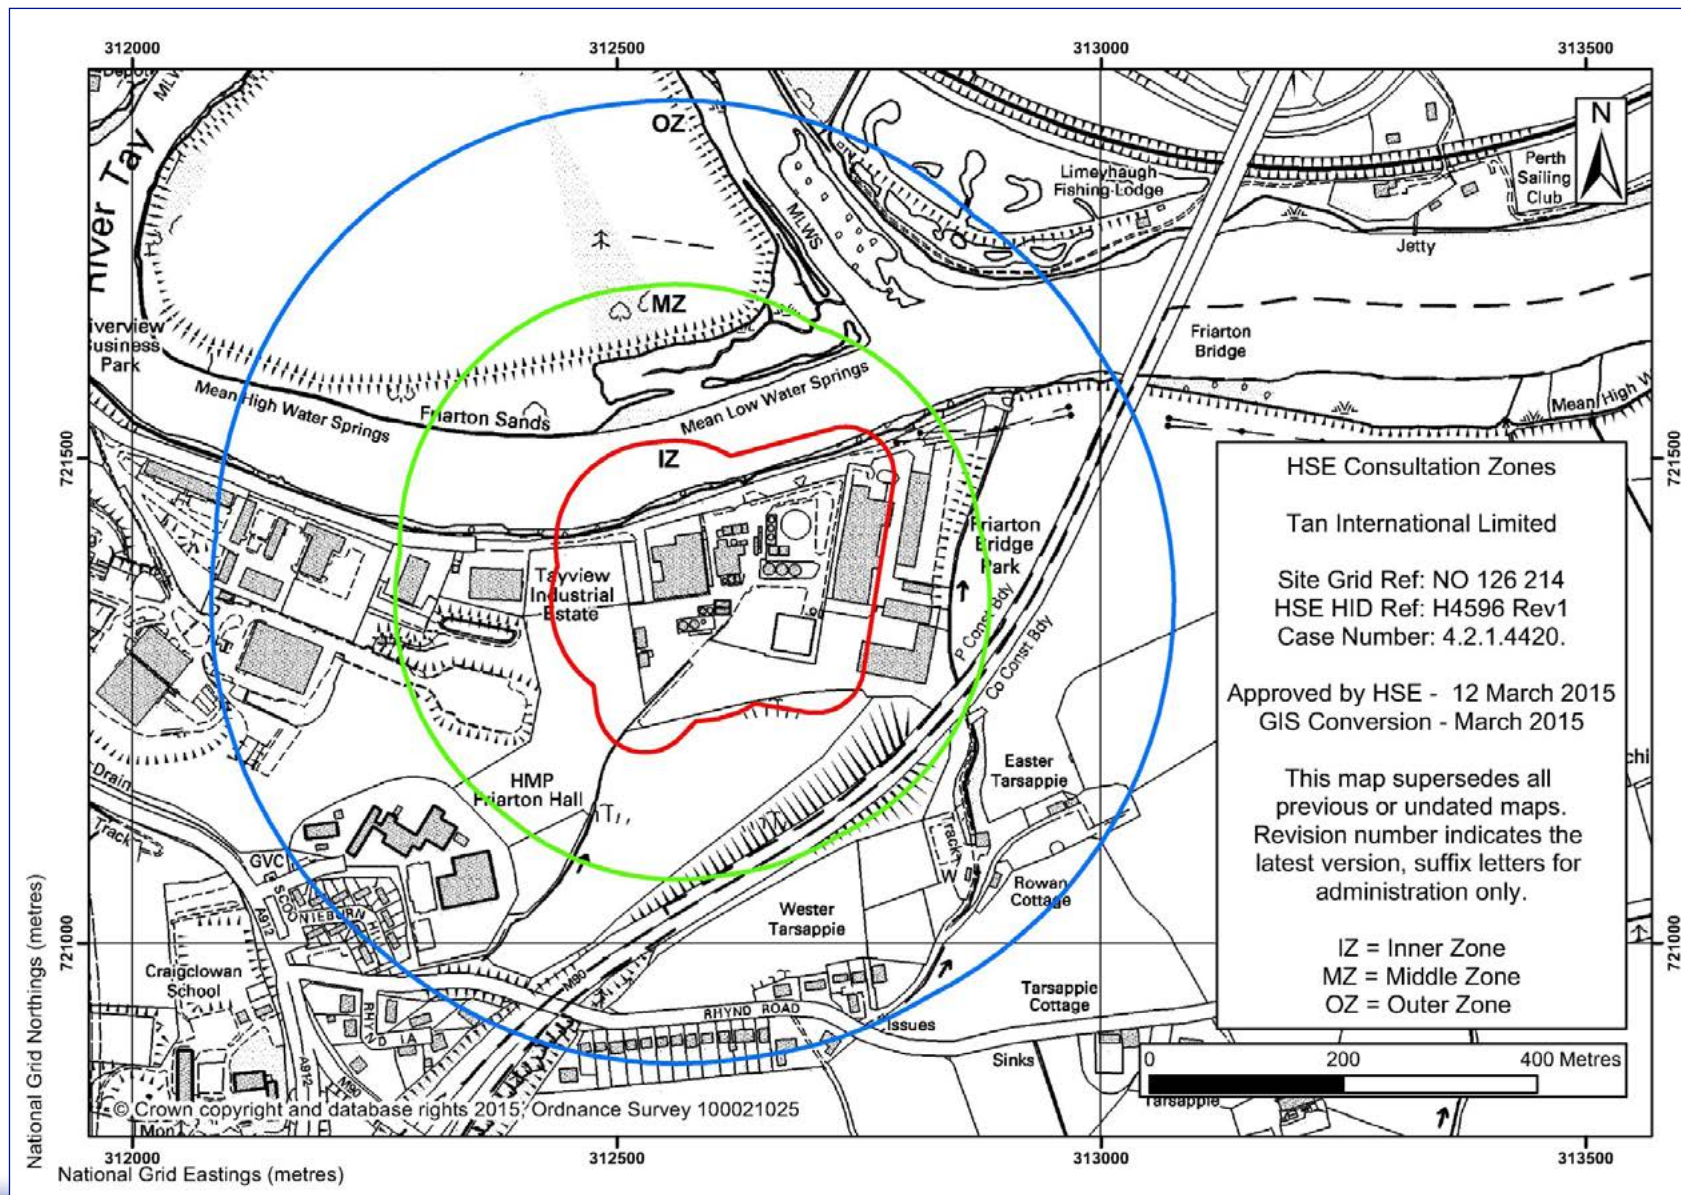 312000
312500
313000
313500
OZ
N
River Tay
MLWS
Limeyhaugh
Fishing Lodge
Perth
Sailing
Club
Jetty
MZ
Riverview
Business
Park
Friarton
Bridge
Mean High Water Springs
Friarton Sands
Mean Low Water Springs
Mean High W
721500
IZ
721500
HSE Consultation Zones
Tan International Limited
Site Grid Ref: NO 126 214
HSE HID Ref: H4596 Rev1
Case Number: 4.2.1.4420.
Approved by HSE - 12 March 2015
GIS Conversion - March 2015
This map supersedes all
previous or undated maps.
Revision number indicates the
latest version, suffix letters for
administration only.
IZ = Inner Zone
MZ = Middle Zone
OZ = Outer Zone
Friarton
Bridge
Park
Tayview
Industrial
Estate
P Const Bdy
Co Const Bdy
Drain
Track
HMP
Friarton Hall
Easter
Tarsappie
Track
W
Rowan
Cottage
GVC
A912
Wester
Tarsappie
721000
721000
Craigclowan
School
M90
RHYND ROAD
Tarsappie
Cottage
Issues
Sinks
A912
M90
0
200
400 Metres
Tarsappie
© Crown copyright and database rights 2015, Ordnance Survey 100021025
312000
312500
313000
313500
National Grid Northings (metres)
National Grid Eastings (metres)